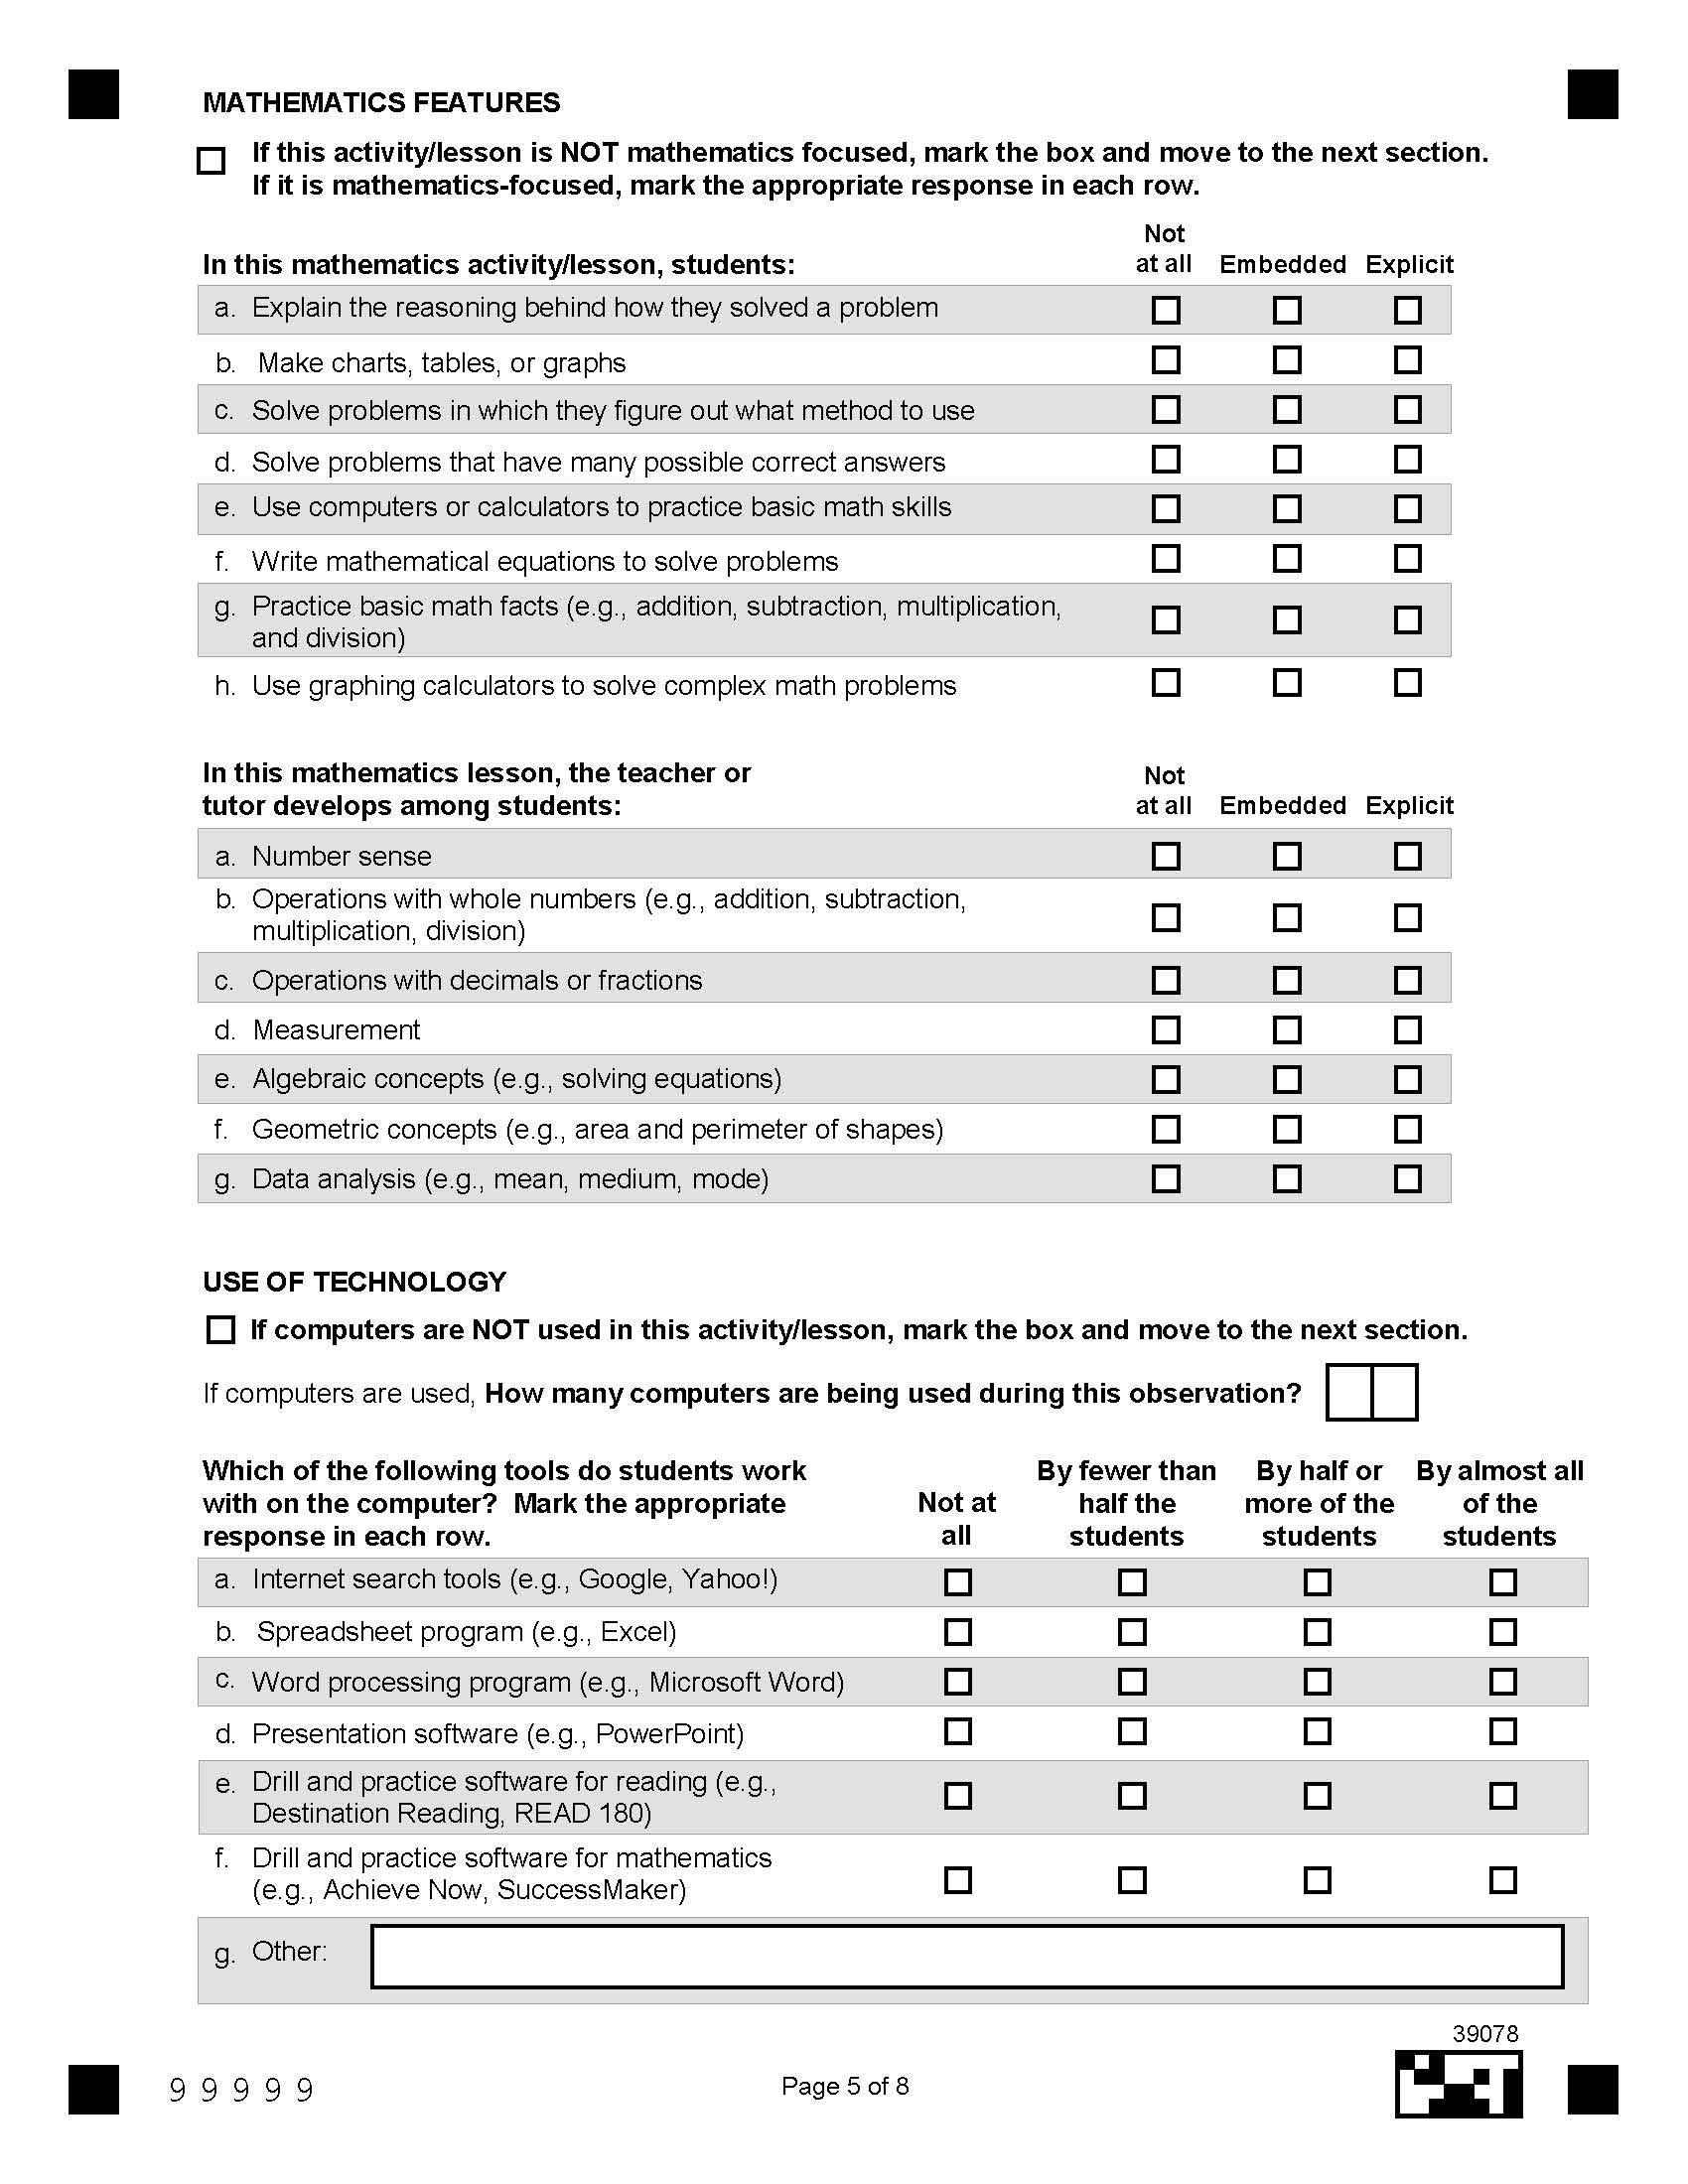 MATHEMATICS FEATURES
If this activity/lesson is NOT mathematics focused, mark the box and move to the next section.
If it is mathematics-focused, mark the appropriate response in each row.
In this mathematics activity/lesson, students:
Not
at all Embedded Explicit
a. Explain the reasoning behind how they solved a problem
b. Make charts, tables, or graphs
c. Solve problems in which they figure out what method to use
d. Solve problems that have many possible correct answers
e. Use computers or calculators to practice basic math skills
f. Write mathematical equations to solve problems
g. Practice basic math facts (e.g., addition, subtraction, multiplication,
and division)
h. Use graphing calculators to solve complex math problems
In this mathematics lesson, the teacher or
tutor develops among students:
Not
at all Embedded Explicit
a. Number sense
b. Operations with whole numbers (e.g., addition, subtraction,
multiplication, division)
c. Operations with decimals or fractions
d. Measurement
e. Algebraic concepts (e.g., solving equations)
f. Geometric concepts (e.g., area and perimeter of shapes)
g. Data analysis (e.g., mean, medium, mode)
USE OF TECHNOLOGY
If computers are NOT used in this activity/lesson, mark the box and move to the next section.
If computers are used, How many computers are being used during this observation?
Which of the following tools do students work
with on the computer? Mark the appropriate
response in each row.
Not at
all
By fewer than
half the
students
By half or
more of the
students
By almost all
of the
students
a. Internet search tools (e.g., Google, Yahoo!)
b. Spreadsheet program (e.g., Excel)
c. Word processing program (e.g., Microsoft Word)
d. Presentation software (e.g., PowerPoint)
e. Drill and practice software for reading (e.g.,
Destination Reading, READ 180)
f. Drill and practice software for mathematics
(e.g., Achieve Now, SuccessMaker)
g. Other:
39078
99999
Page 5 of 8